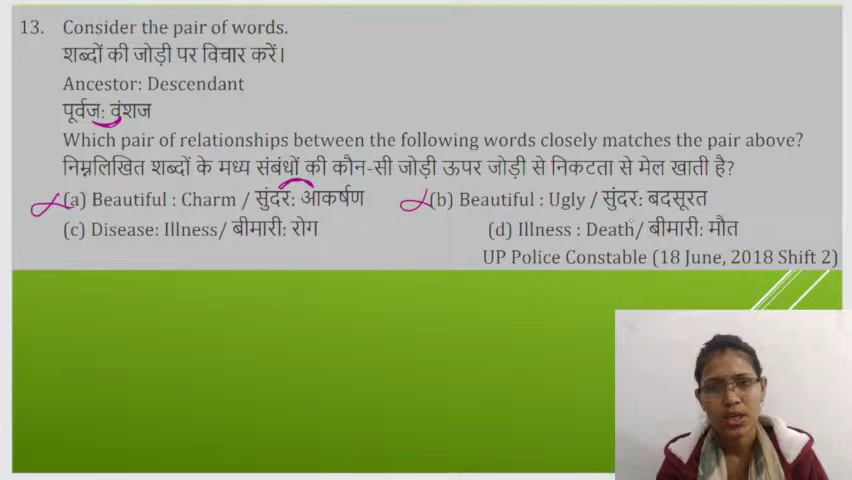 13. Consider the pair of words.
शब्दों की जोड़ी पर विचार करें।
Ancestor: Descendant
पूर्वज: वंशज
Which pair of relationships between the following words closely matches the pair above?
निम्नलिखित शब्दों के मध्य संबंधों की कौन-सी जोड़ी ऊपर जोड़ी से निकटता से मेल खाती है?
(a) Beautiful : Charm / सुंदर: आकर्षण (b) Beautiful : Ugly / सुंदर: बदसूरत
(c) Disease: Illness/ बीमारी: रोग (d) Illness : Death/ बीमारी: मौत
UP Police Constable (18 June, 2018 Shift 2)